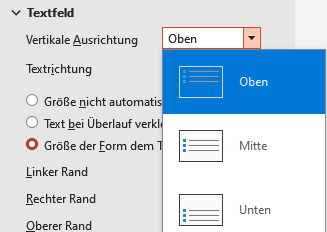 Textfeld
Vertikale Ausrichtung
Oben
Textrichtung
Oben
Größe nicht automatis
Text bei Überlauf verkle
Mitte
Größe der Form dem T
Linker Rand
Rechter Rand
Unten
Oberer Rand